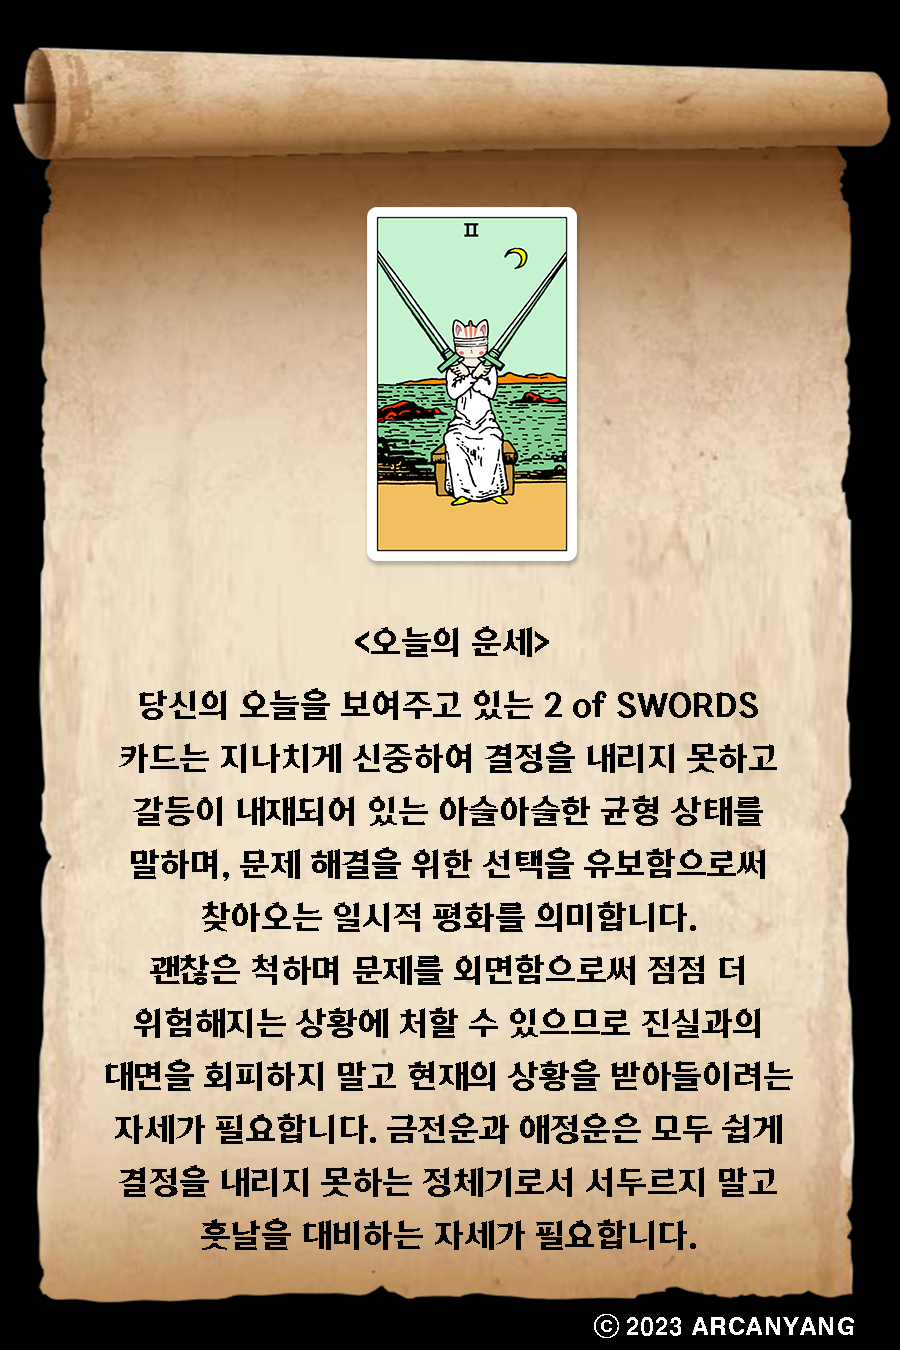 II
<오늘의 운세>
당신의 오늘을 보여주고 있는 2 of SWORDS
카드는 지나치게 신중하여 결정을 내리지 못하고
갈등이 내재되어 있는 아슬아슬한 균형 상태를
말하며, 문제 해결을 위한 선택을 유보함으로써
찾아오는 일시적 평화를 의미합니다.
괜찮은 척하며 문제를 외면함으로써 점점 더
위험해지는 상황에 처할 수 있으므로 진실과의
대면을 회피하지 말고 현재의 상황을 받아들이려는
자세가 필요합니다. 금전운과 애정운은 모두 쉽게
결정을 내리지 못하는 정체기로서 서두르지 말고
훗날을 대비하는 자세가 필요합니다.
ⓒ 2023 ARCANYANG